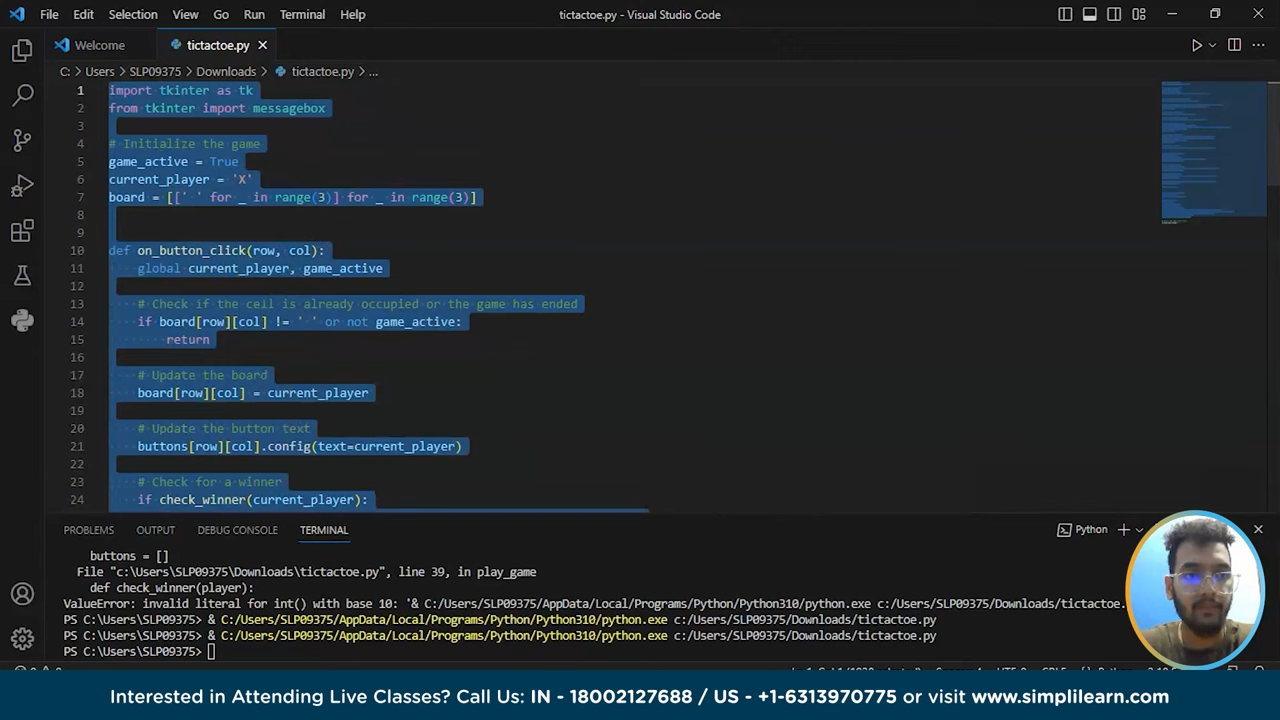 File Edit Selection View Go Run Terminal Help tictactoe.py - Visual Studio Code
Welcome tictactoe.py
C: > Users > SLP09375 > Downloads > tictactoe.py > ...
1 import tkinter as tk
2 from tkinter import messagebox
3
4 # Initialize the game
5 game_active = True
6 current_player = 'X'
7 board = [[' ' for _ in range(3)] for _ in range(3)]
8
9
10 def on_button_click(row, col):
11 global current_player, game_active
12
13 # Check if the cell is already occupied or the game has ended
14 if board[row][col] != ' ' or not game_active:
15 return
16
17 # Update the board
18 board[row][col] = current_player
19
20 # Update the button text
21 buttons[row][col].config(text=current_player)
22
23 # Check for a winner
24 if check_winner(current_player):
PROBLEMS OUTPUT DEBUG CONSOLE TERMINAL Python
buttons = []
File "c:\Users\SLP09375\Downloads\tictactoe.py", line 39, in play_game
def check_winner(player):
ValueError: invalid literal for int() with base 10: '& C:/Users/SLP09375/AppData/Local/Programs/Python/Python310/python.exe c:/Users/SLP09375/Downloads/tictactoe.
PS C:\Users\SLP09375> & C:/Users/SLP09375/AppData/Local/Programs/Python/Python310/python.exe c:/Users/SLP09375/Downloads/tictactoe.py
PS C:\Users\SLP09375> & C:/Users/SLP09375/AppData/Local/Programs/Python/Python310/python.exe c:/Users/SLP09375/Downloads/tictactoe.py
PS C:\Users\SLP09375>
Interested in Attending Live Classes? Call Us: IN - 18002127688 / US - +1-6313970775 or visit www.simplilearn.com